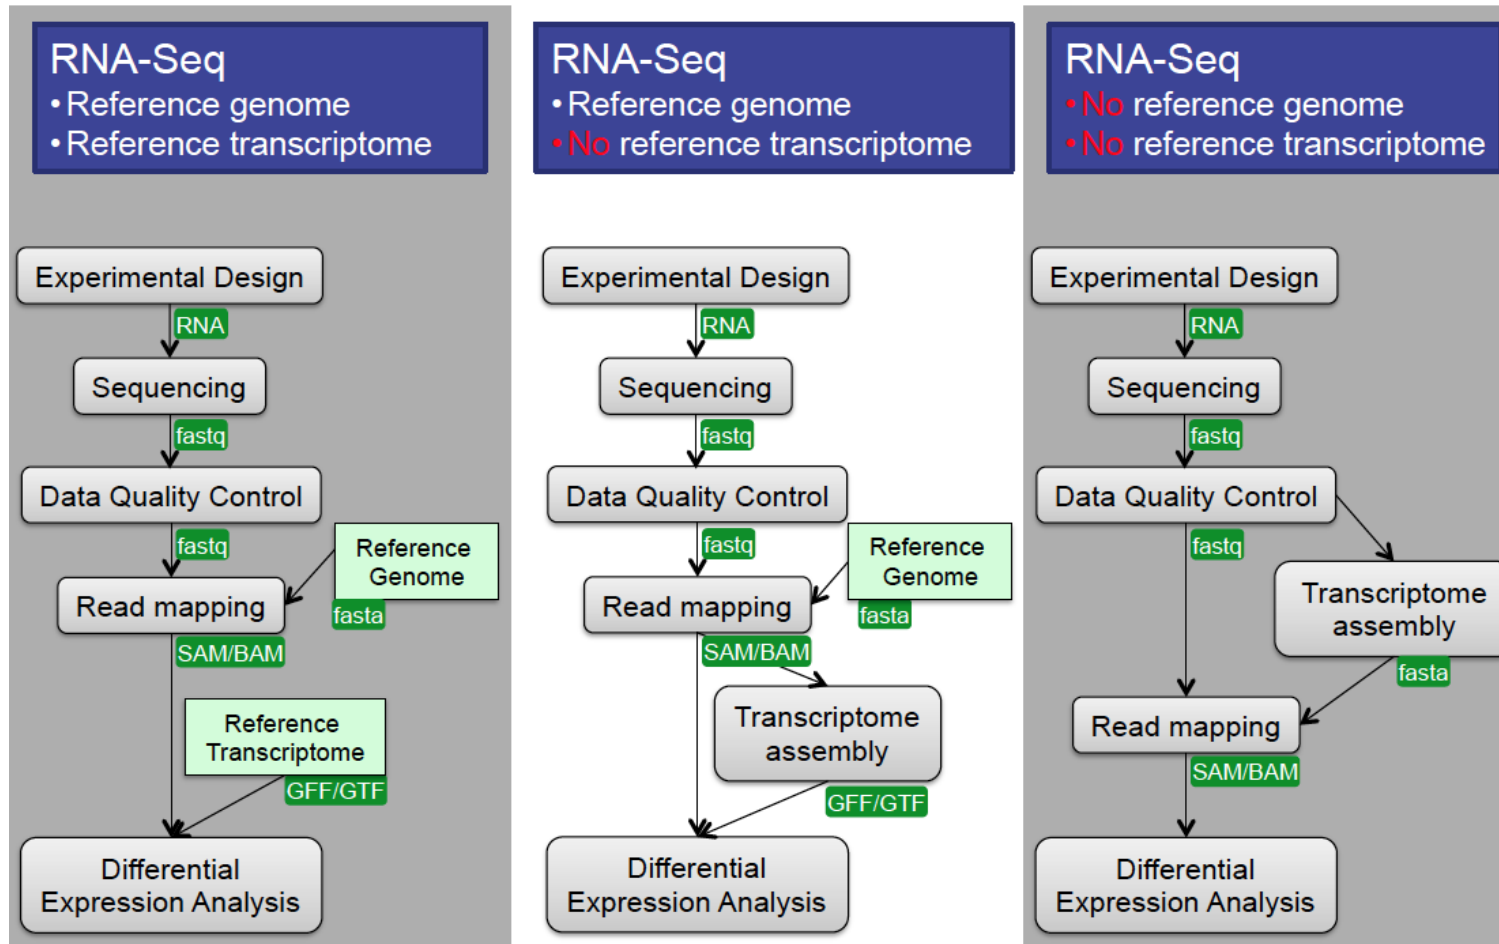 RNA-Seq
• Reference genome
• Reference transcriptome
Experimental Design
RNA
Sequencing
fastq
Data Quality Control
fastq
Reference
Genome
fasta
Read mapping
SAM/BAM
Reference
Transcriptome
GFF/GTF
Differential
Expression Analysis
RNA-Seq
• Reference genome
• No reference transcriptome
Experimental Design
RNA
Sequencing
fastq
Data Quality Control
fastq
Reference
Genome
fasta
Read mapping
SAM/BAM
Transcriptome
assembly
GFF/GTF
Differential
Expression Analysis
RNA-Seq
• No reference genome
• No reference transcriptome
Experimental Design
RNA
Sequencing
fastq
Data Quality Control
fastq
Transcriptome
assembly
fasta
Read mapping
SAM/BAM
Differential
Expression Analysis